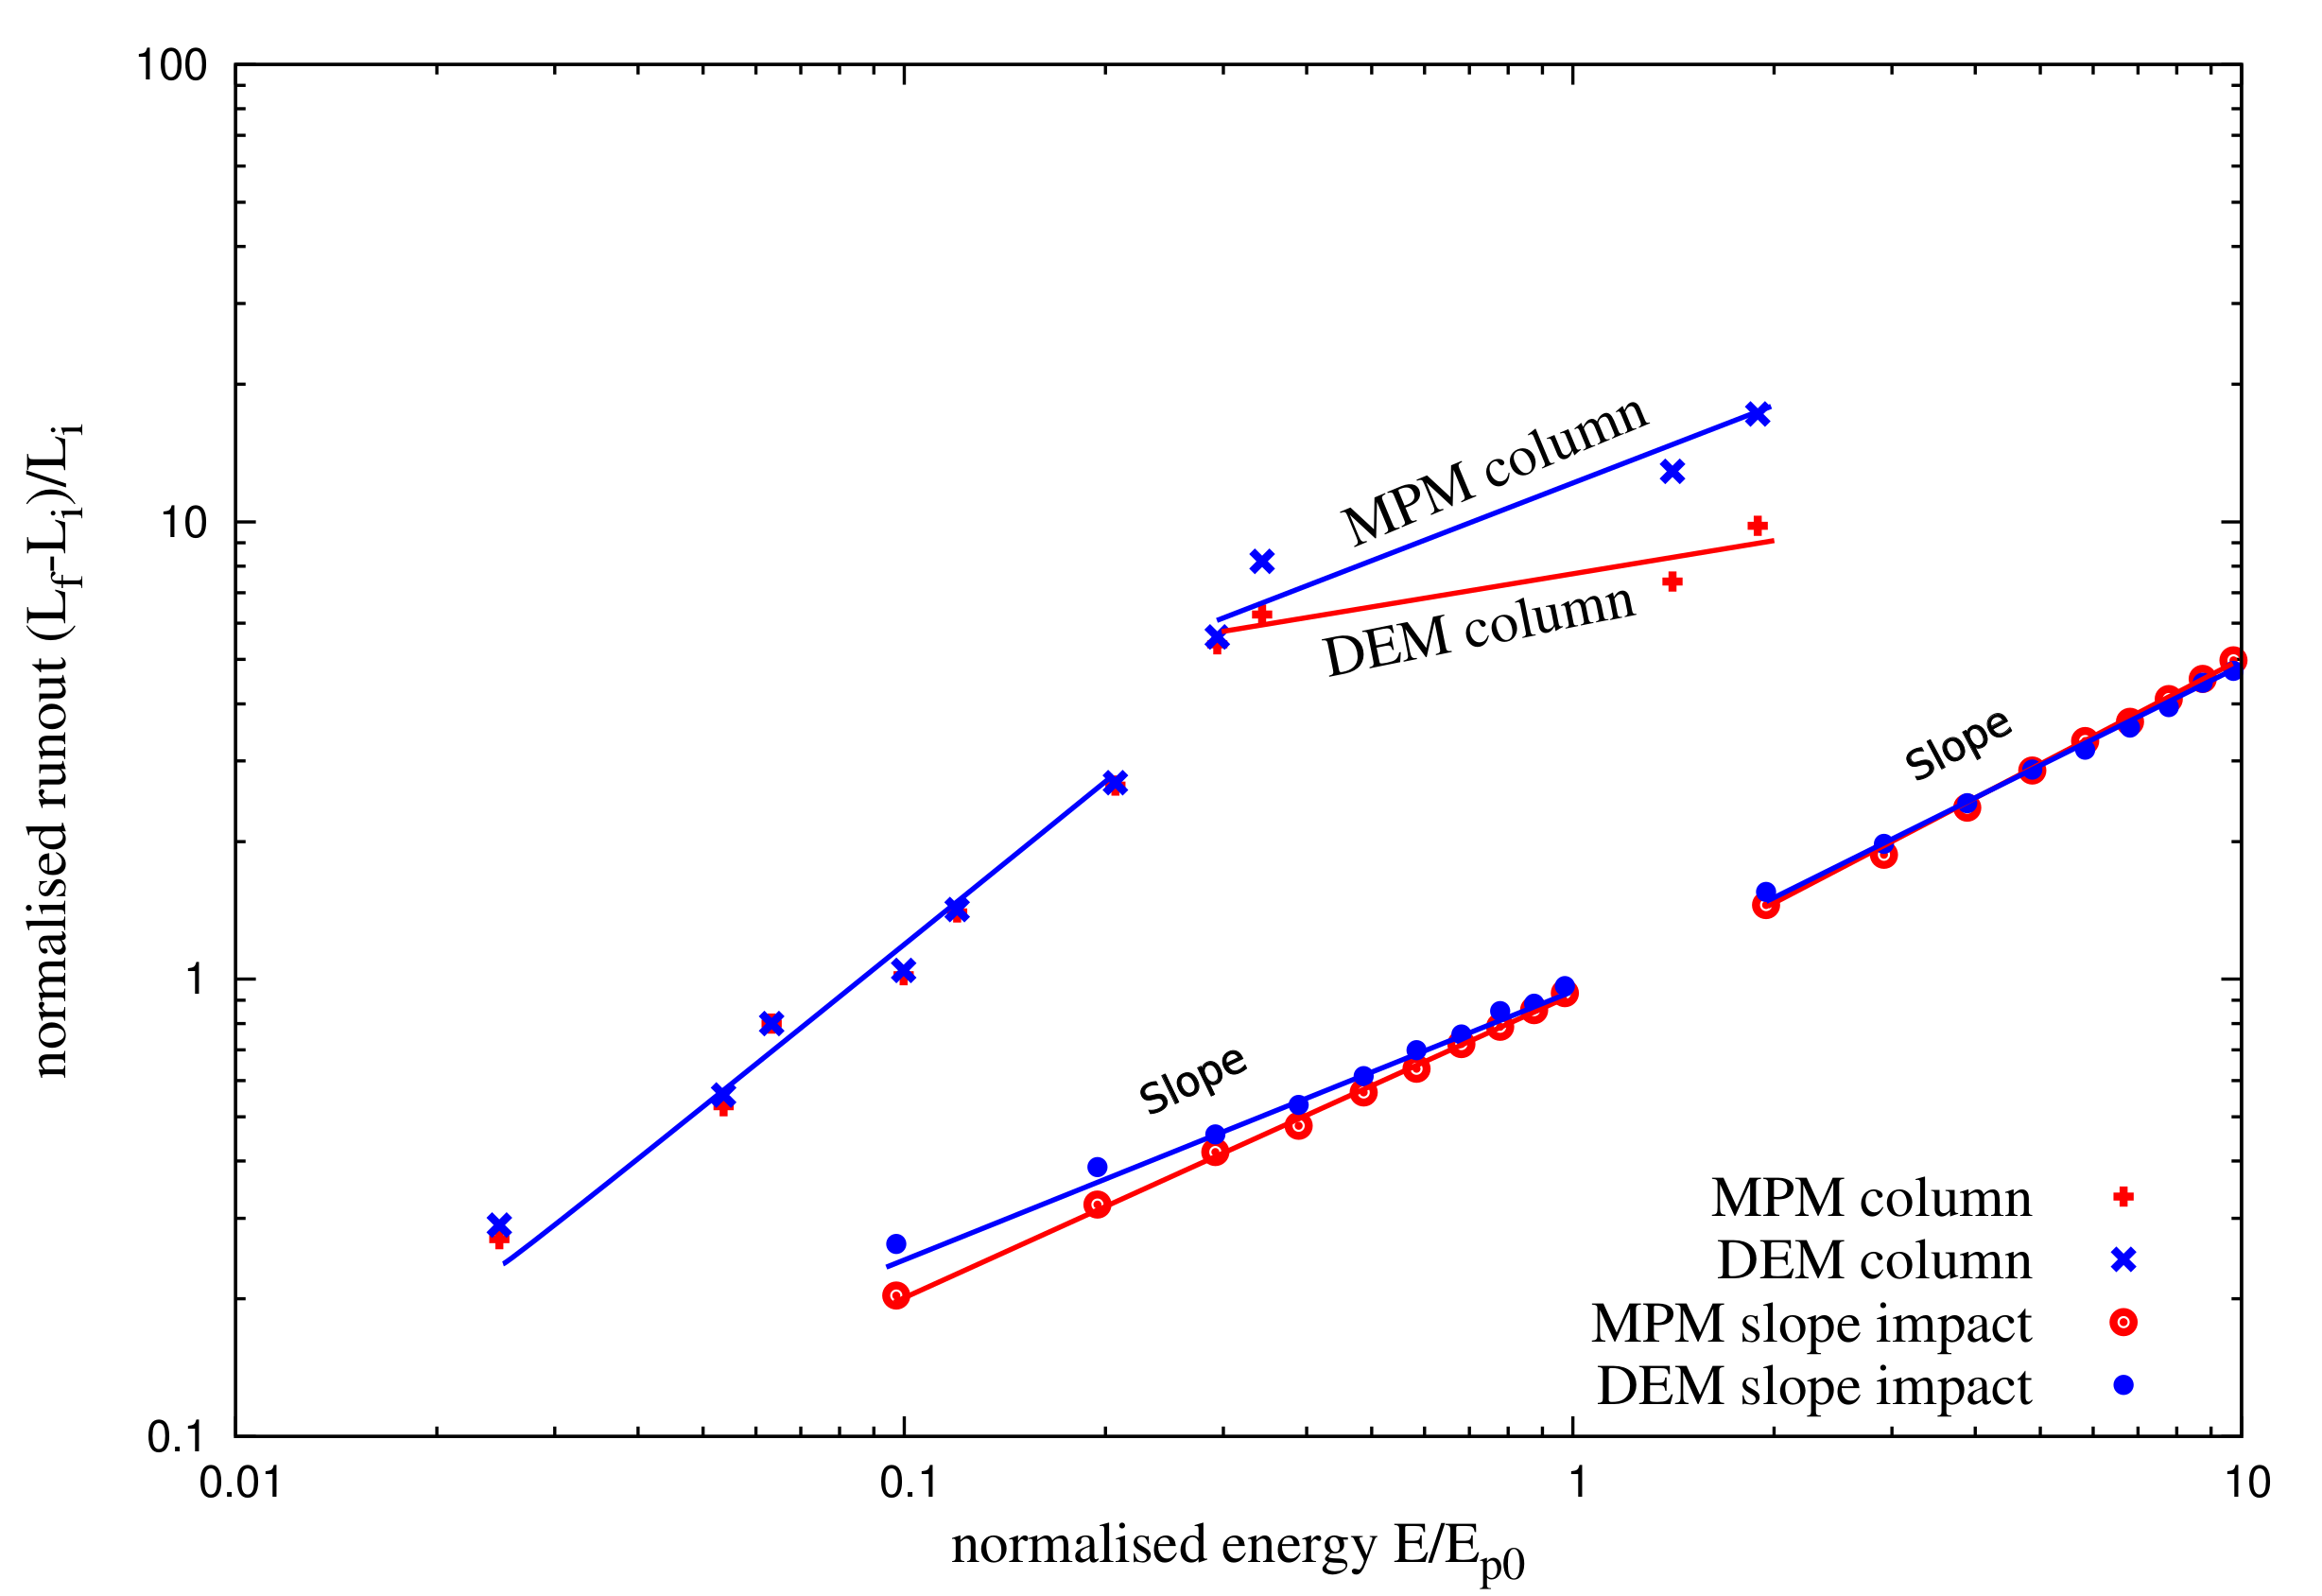 100
10
1
0.1
normalised runout (Lf-Li)/Li
MPM column
DEM column
Slope
Slope
MPM column
DEM column
MPM slope impact
DEM slope impact
0.01
0.1
1
10
normalised energy E/Ep0